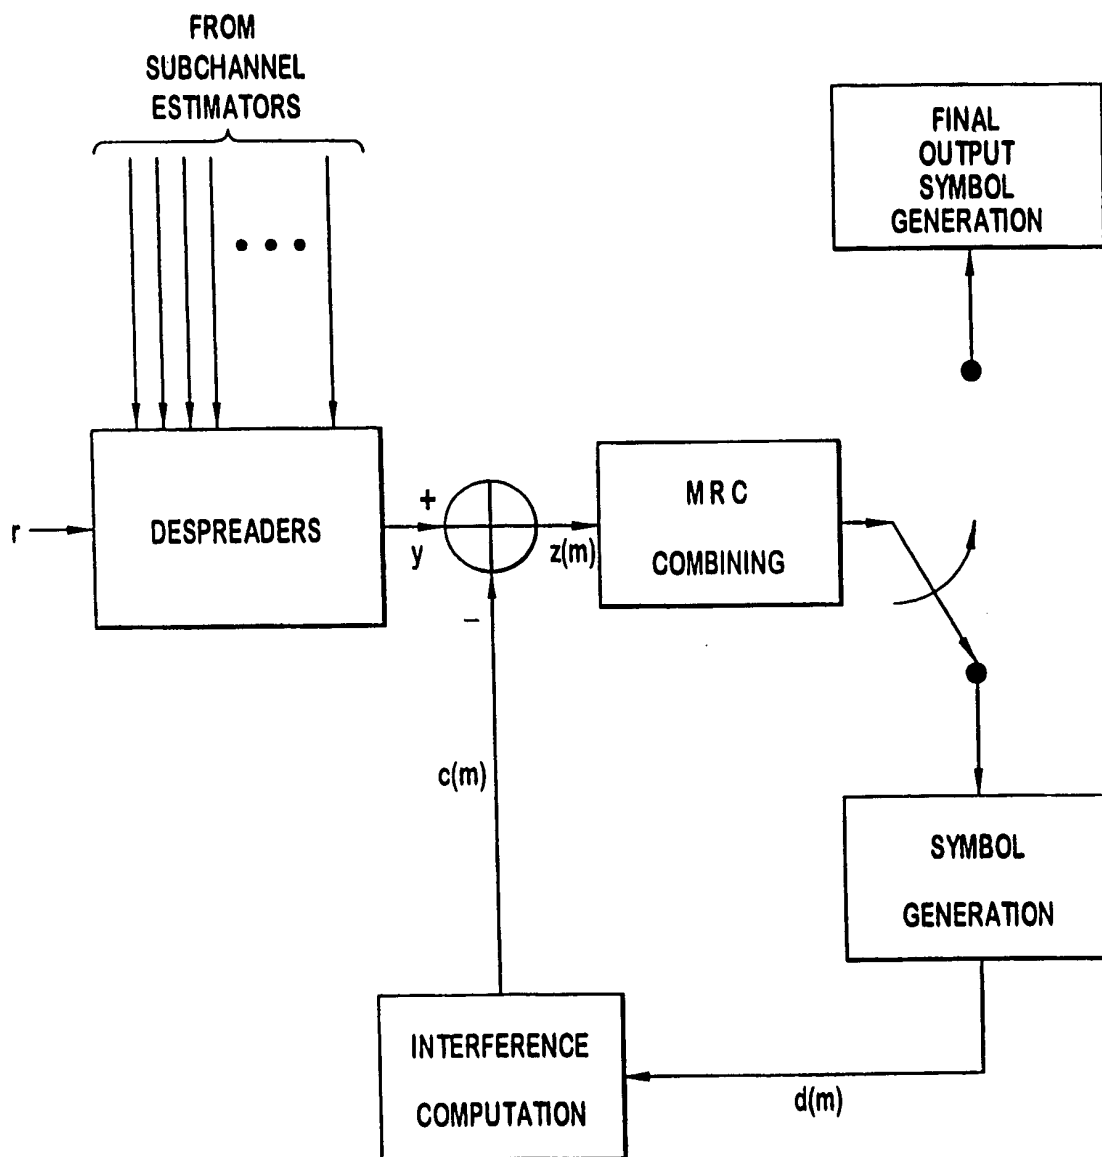 FROM
SUBCHANNEL
ESTIMATORS
FINAL
OUTPUT
SYMBOL
GENERATION
r
DESPREADERS
+
y
−
z(m)
MRC
COMBINING
c(m)
SYMBOL
GENERATION
INTERFERENCE
COMPUTATION
d(m)